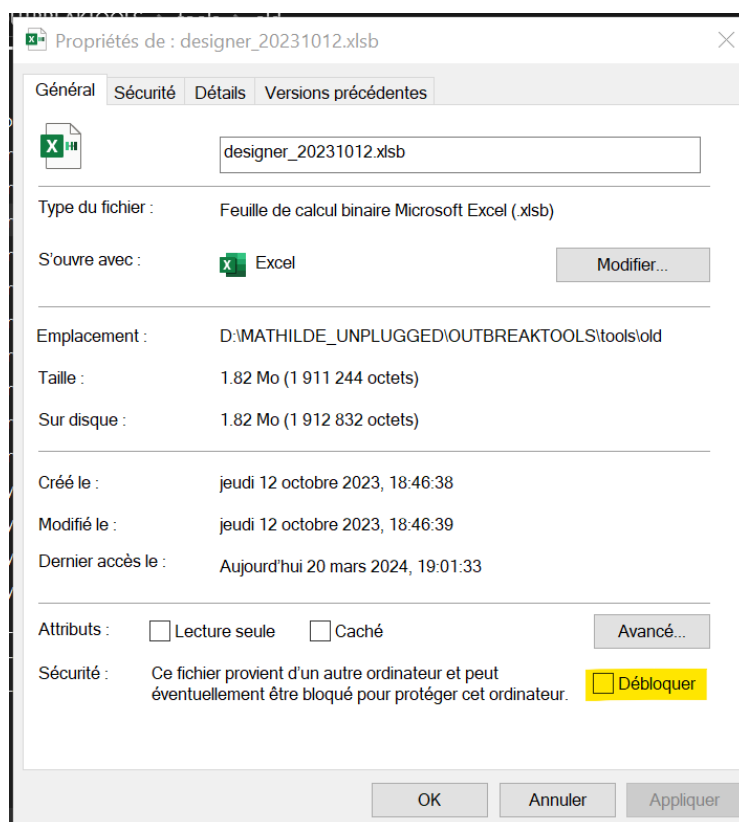 Propriétés de : designer_20231012.xlsb
Général Sécurité Détails Versions précédentes
designer_20231012.xlsb
Type du fichier : Feuille de calcul binaire Microsoft Excel (.xlsb)
S'ouvre avec : Excel Modifier...
Emplacement : D:\MATHILDE_UNPLUGGED\OUTBREAKTOOLS\tools\old
Taille : 1.82 Mo (1 911 244 octets)
Sur disque : 1.82 Mo (1 912 832 octets)
Créé le : jeudi 12 octobre 2023, 18:46:38
Modifié le : jeudi 12 octobre 2023, 18:46:39
Dernier accès le : Aujourd'hui 20 mars 2024, 19:01:33
Attributs : Lecture seule Caché Avancé...
Sécurité : Ce fichier provient d'un autre ordinateur et peut
éventuellement être bloqué pour protéger cet ordinateur. Débloquer
OK Annuler Appliquer